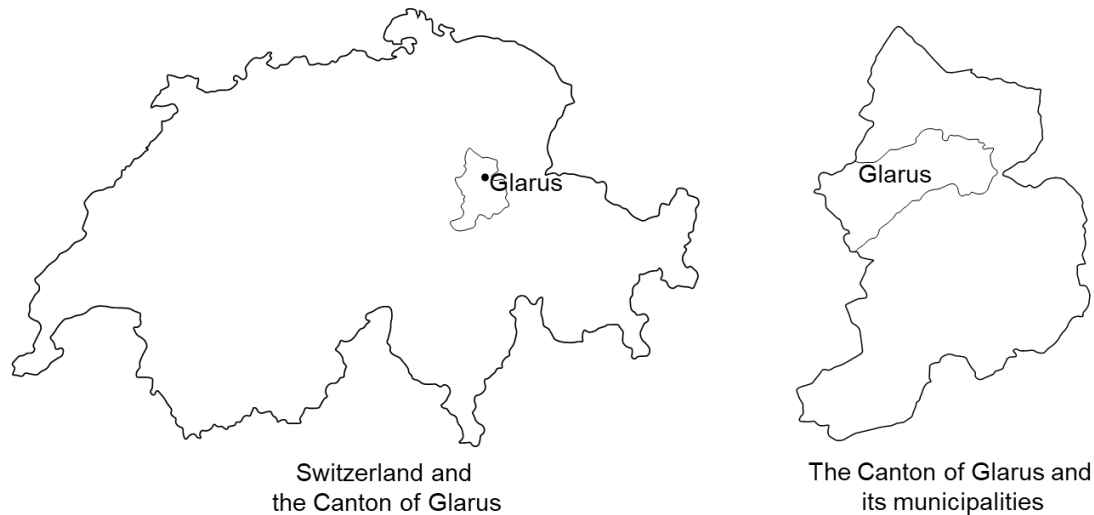 Glarus
Glarus
Switzerland and
the Canton of Glarus
The Canton of Glarus and
its municipalities